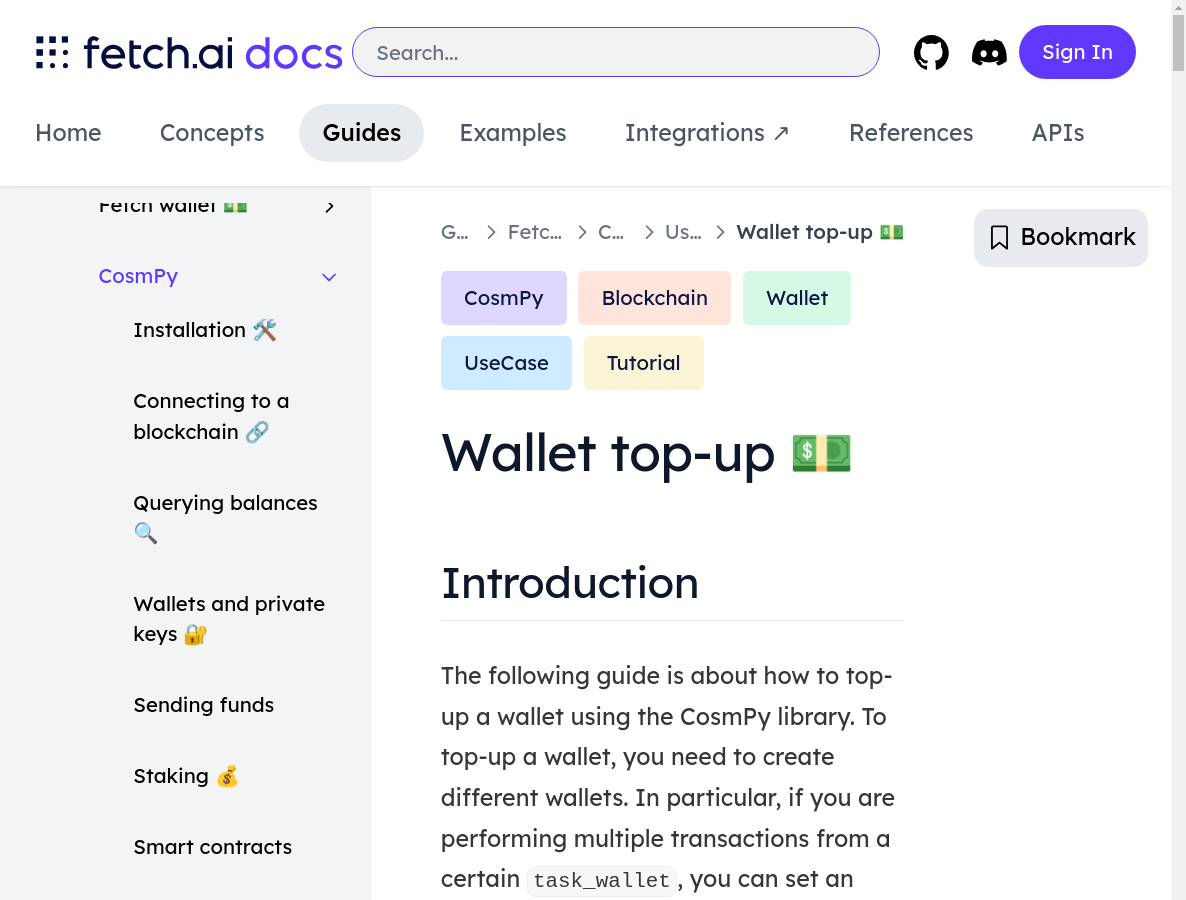 fetch.ai docs
Search...
Sign In
Home
Concepts
Guides
Examples
Integrations ↗
References
APIs
Fetch wallet 💵
CosmPy
Installation 🛠️
Connecting to a
blockchain 🔗
Querying balances
🔍
Wallets and private
keys 🔐
Sending funds
Staking 💰
Smart contracts
G... > Fetc... > C... > Us... > Wallet top-up 💵
Bookmark
CosmPy
Blockchain
Wallet
UseCase
Tutorial
Wallet top-up 💵
Introduction
The following guide is about how to top-
up a wallet using the CosmPy library. To
top-up a wallet, you need to create
different wallets. In particular, if you are
performing multiple transactions from a
certain task_wallet, you can set an